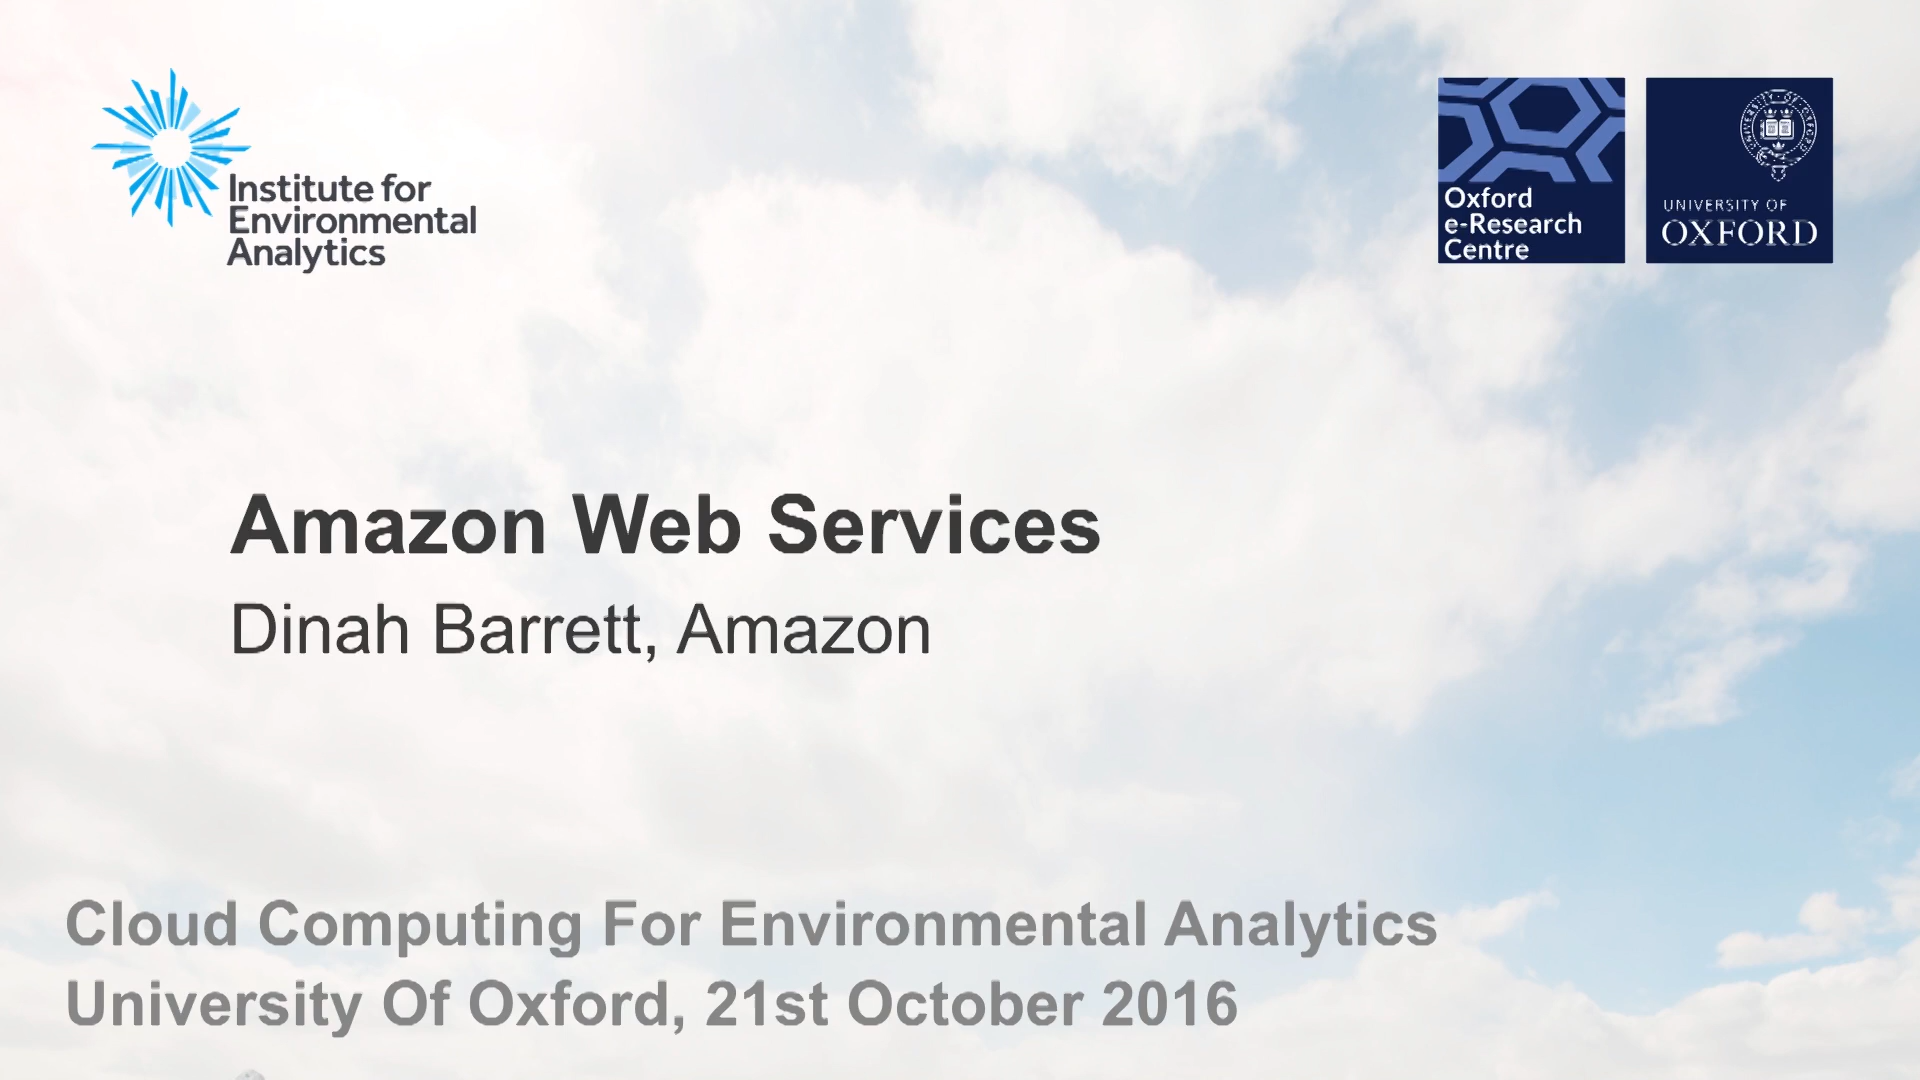 Institute for
Environmental
Analytics
Oxford
e-Research
Centre
UNIVERSITY OF
OXFORD
Amazon Web Services
Dinah Barrett, Amazon
Cloud Computing For Environmental Analytics
University Of Oxford, 21st October 2016